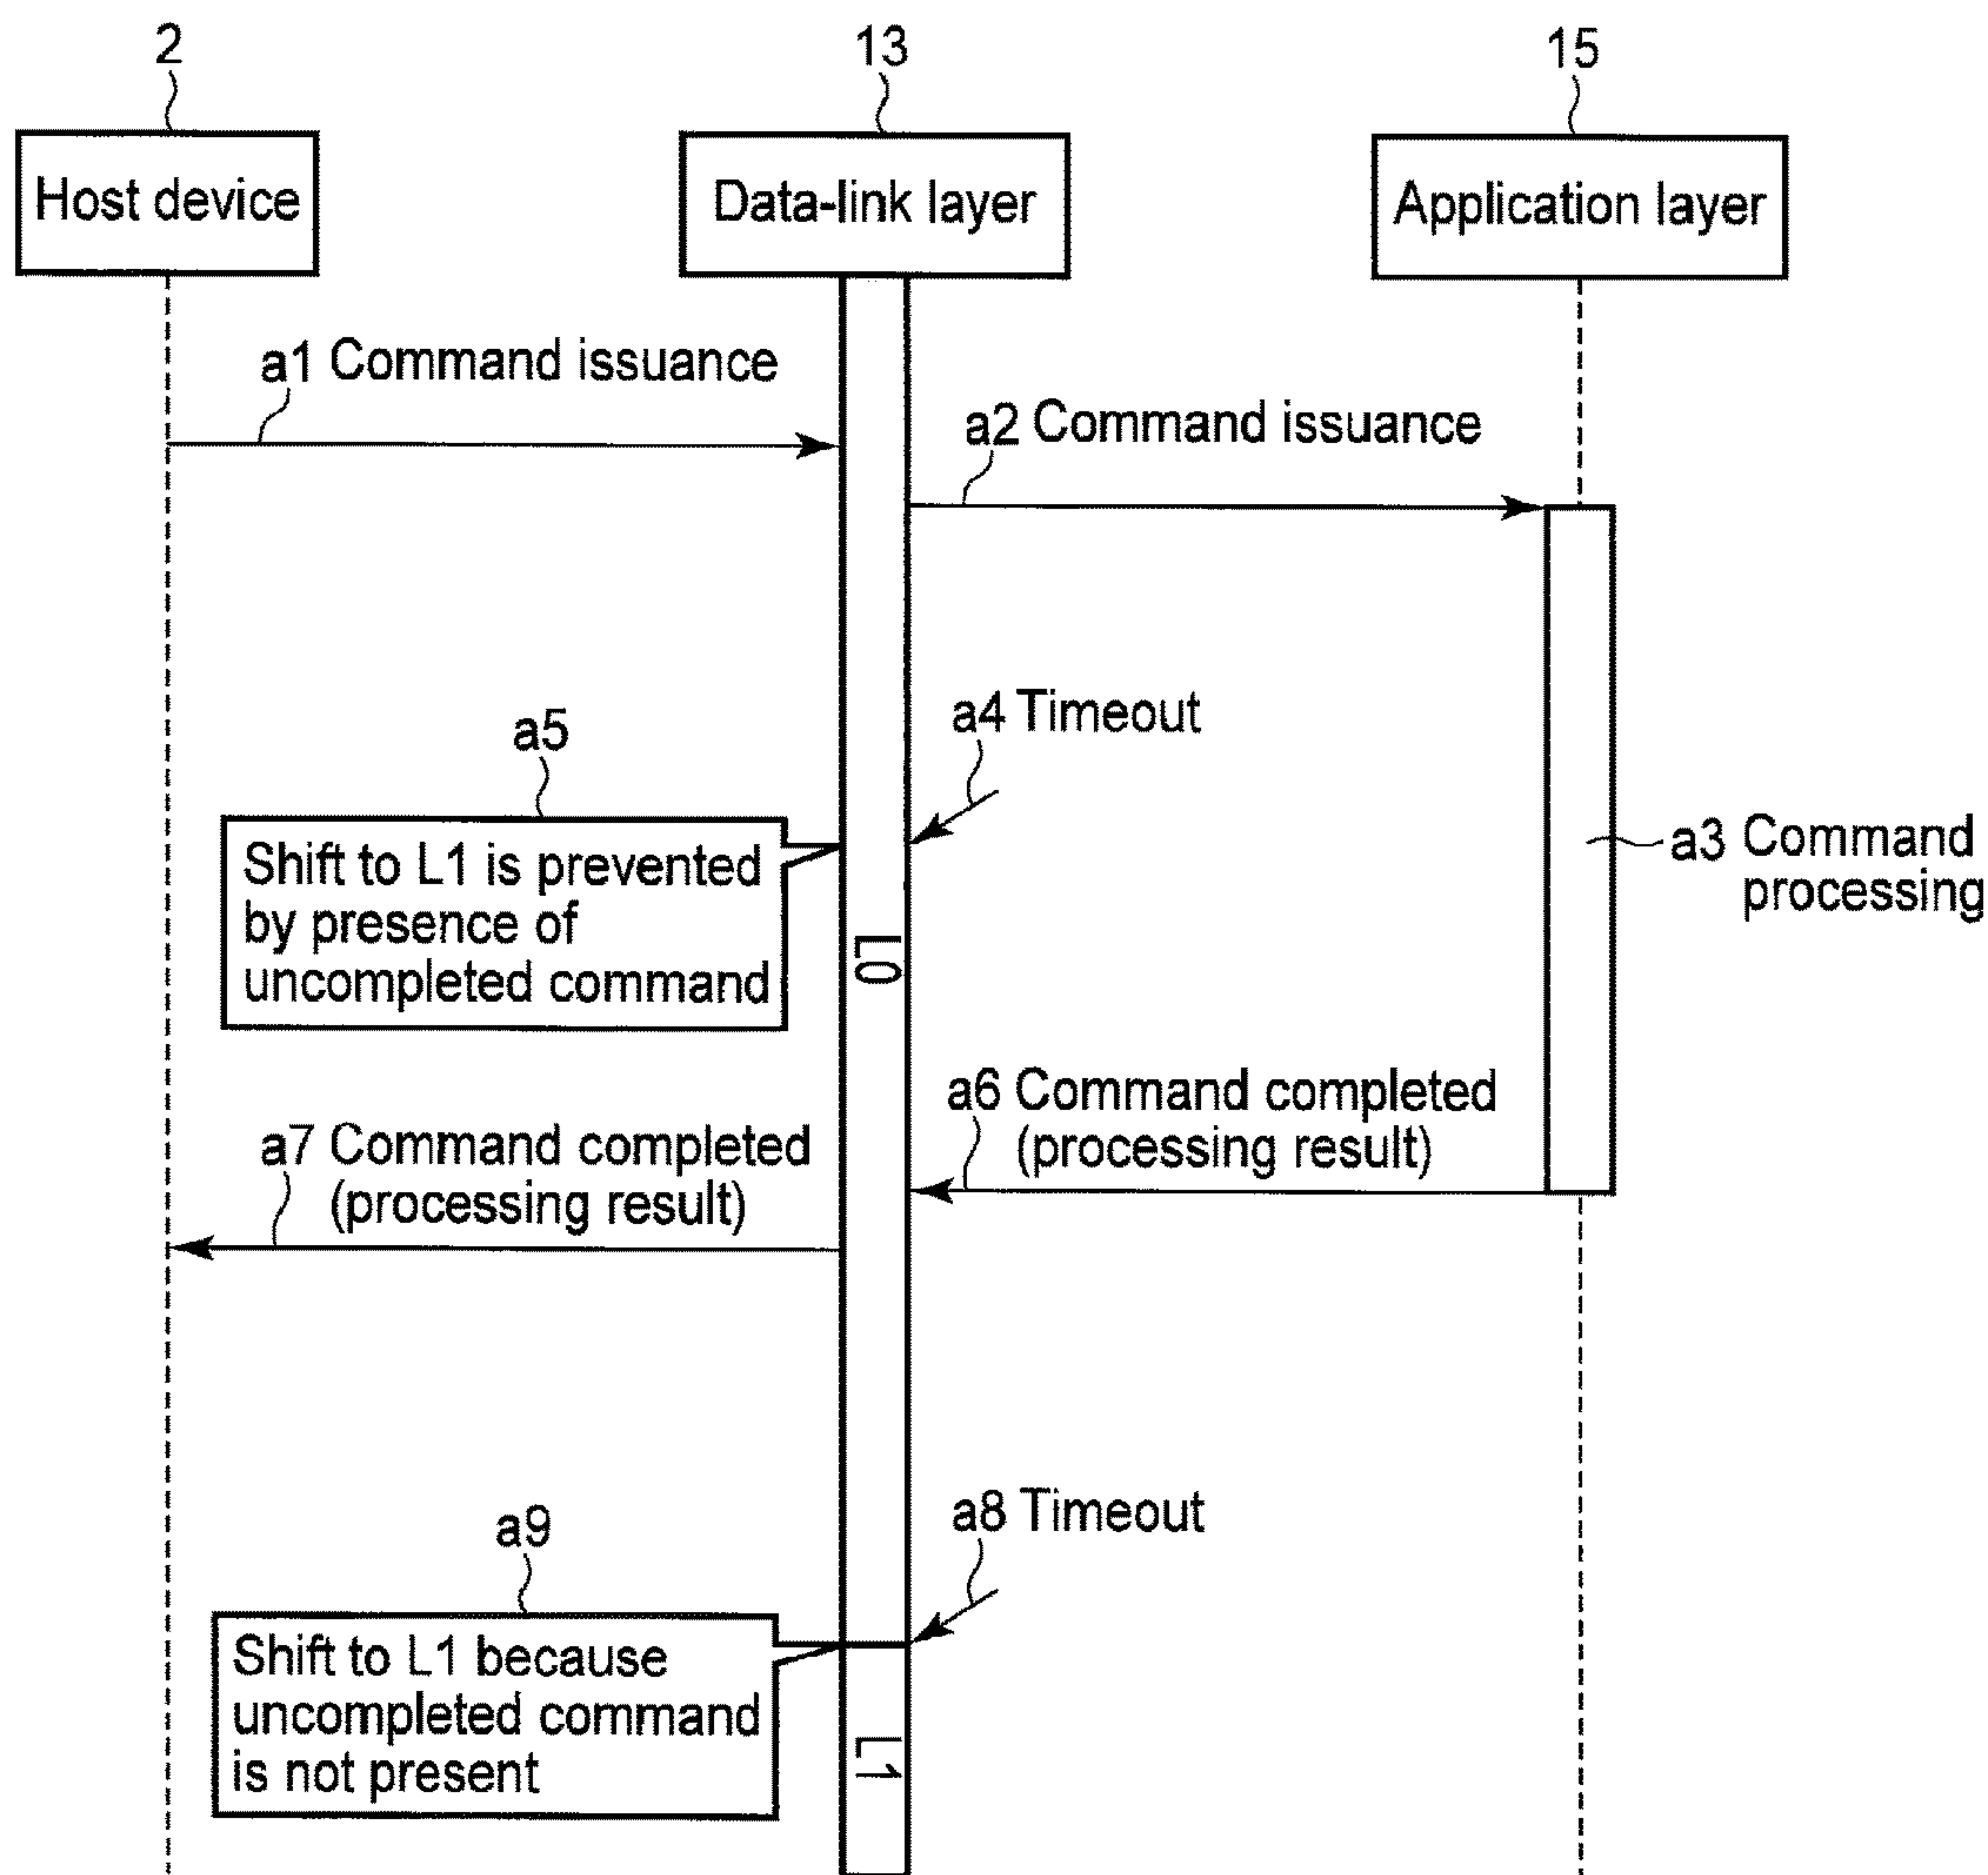 2
13
15
Host device
Data-link layer
Application layer
a1 Command issuance
a2 Command issuance
a4 Timeout
a5
Shift to L1 is prevented
by presence of
uncompleted command
a3 Command
processing
L0
a6 Command completed
(processing result)
a7 Command completed
(processing result)
a8 Timeout
a9
Shift to L1 because
uncompleted command
is not present
L1